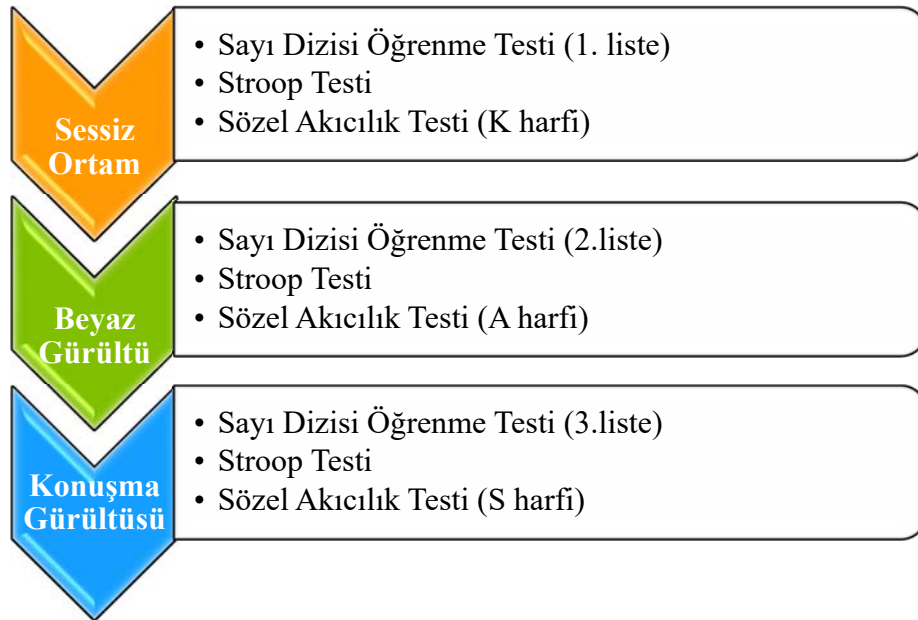 Sessiz
Ortam
• Sayı Dizisi Öğrenme Testi (1. liste)
• Stroop Testi
• Sözel Akıcılık Testi (K harfi)
Beyaz
Gürültü
• Sayı Dizisi Öğrenme Testi (2.liste)
• Stroop Testi
• Sözel Akıcılık Testi (A harfi)
Konuşma
Gürültüsü
• Sayı Dizisi Öğrenme Testi (3.liste)
• Stroop Testi
• Sözel Akıcılık Testi (S harfi)